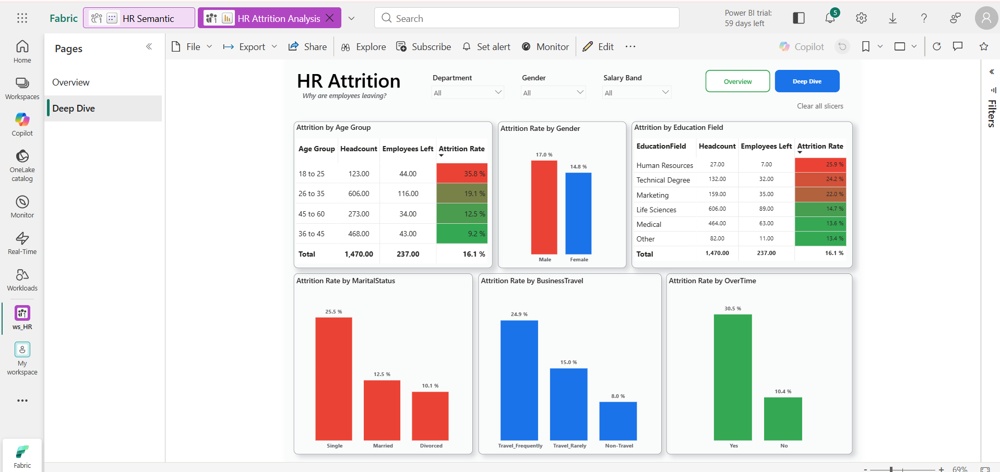 Fabric
HR Semantic
HR Attrition Analysis
Search
Power BI trial:
59 days left
5
Home
Workspaces
Copilot
OneLake
catalog
Monitor
Real-Time
Workloads
ws_HR
My
workspace
Fabric
Pages
Overview
Deep Dive
File
Export
Share
Explore
Subscribe
Set alert
Monitor
Edit
Copilot
HR Attrition
Why are employees leaving?
Department
All
Gender
All
Salary Band
All
Overview
Deep Dive
Clear all slicers
Filters
Attrition by Age Group
Age Group Headcount Employees Left Attrition Rate
18 to 25 123.00 44.00 35.8 %
26 to 35 606.00 116.00 19.1 %
45 to 60 273.00 34.00 12.5 %
36 to 45 468.00 43.00 9.2 %
Total 1,470.00 237.00 16.1 %
Attrition Rate by Gender
17.0 %
14.8 %
Male Female
Attrition by Education Field
EducationField Headcount Employees Left Attrition Rate
Human Resources 27.00 7.00 25.9 %
Technical Degree 132.00 32.00 24.2 %
Marketing 159.00 35.00 22.0 %
Life Sciences 606.00 89.00 14.7 %
Medical 464.00 63.00 13.6 %
Other 82.00 11.00 13.4 %
Total 1,470.00 237.00 16.1 %
Attrition Rate by MaritalStatus
25.5 %
12.5 %
10.1 %
Single Married Divorced
Attrition Rate by BusinessTravel
24.9 %
15.0 %
8.0 %
Travel_Frequently Travel_Rarely Non-Travel
Attrition Rate by OverTime
30.5 %
10.4 %
Yes No
- + 69%